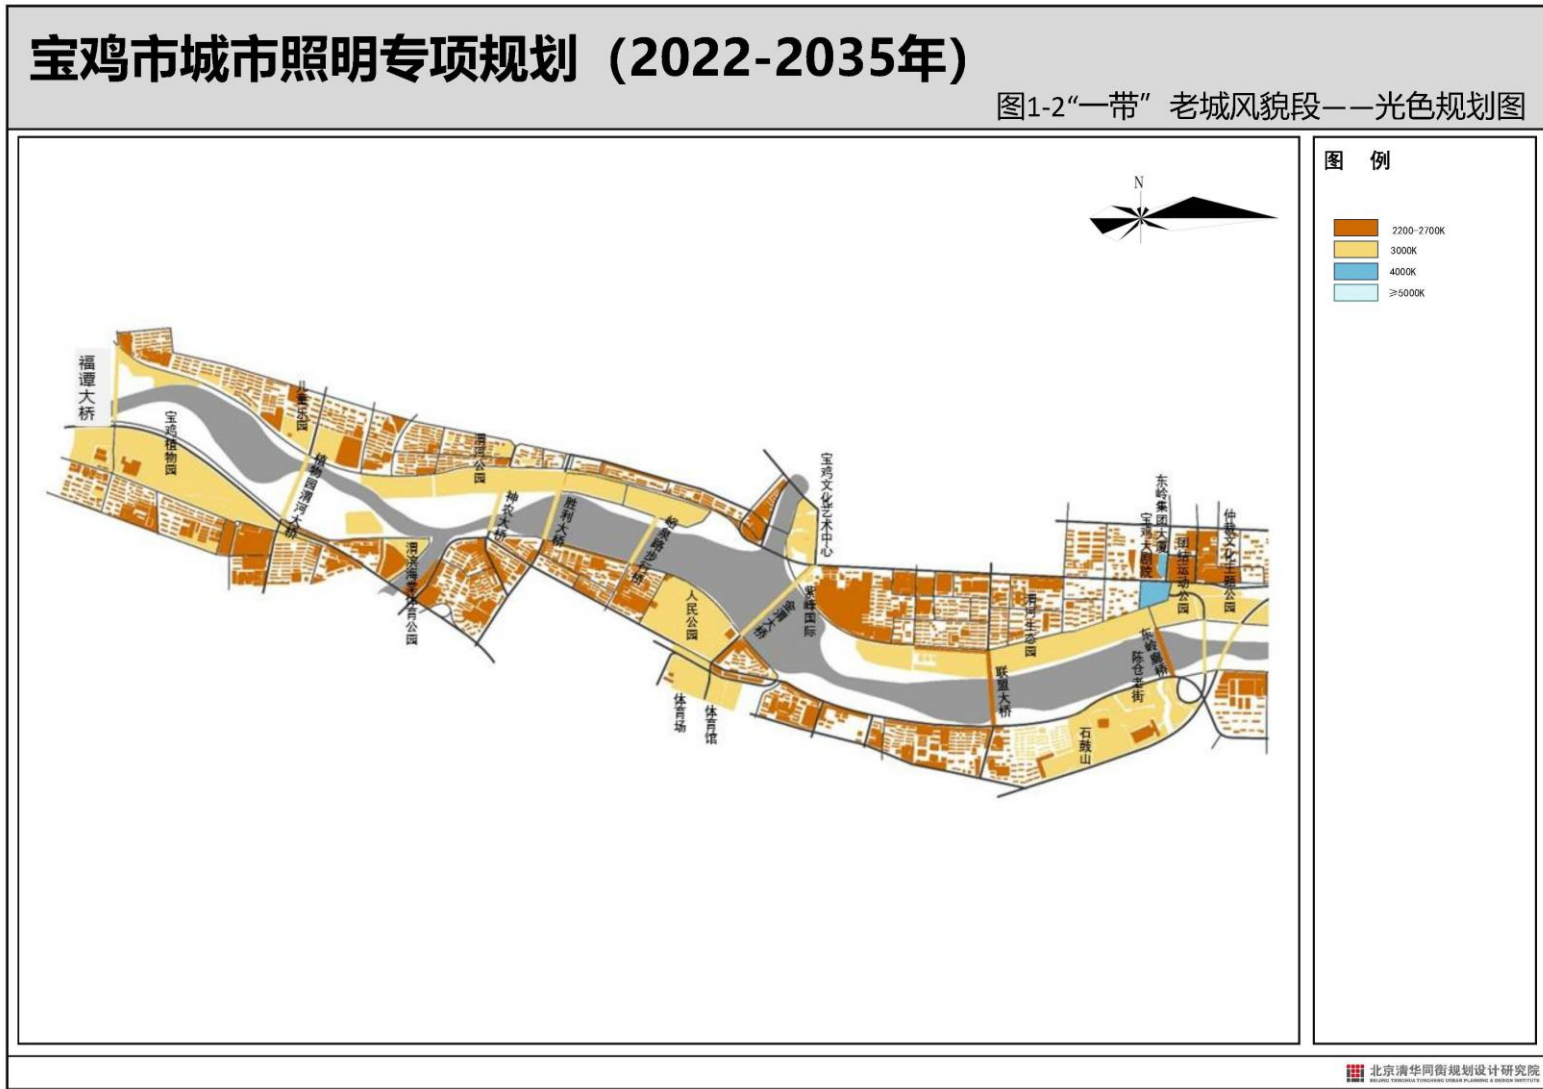 宝鸡市城市照明专项规划（2022-2035年）
图1-2“一带” 老城风貌段——光色规划图
图 例
2200-2700K
3000K
4000K
≥5000K
N
福谭大桥
宝鸡植物园
儿童乐园
植物园渭河大桥
渭河公园
渭滨海棠体育公园
神农大桥
胜利大桥
峪泉路步行桥
人民公园
体育场
体育馆
金渭大桥
紫峰国际
宝鸡文化艺术中心
渭河生态园
联盟大桥
石鼓山
陈仓老街
东岭廊桥
东岭集团大厦
宝鸡大剧院
团结运动公园
仲裁文化主题公园
北京清华同衡规划设计研究院